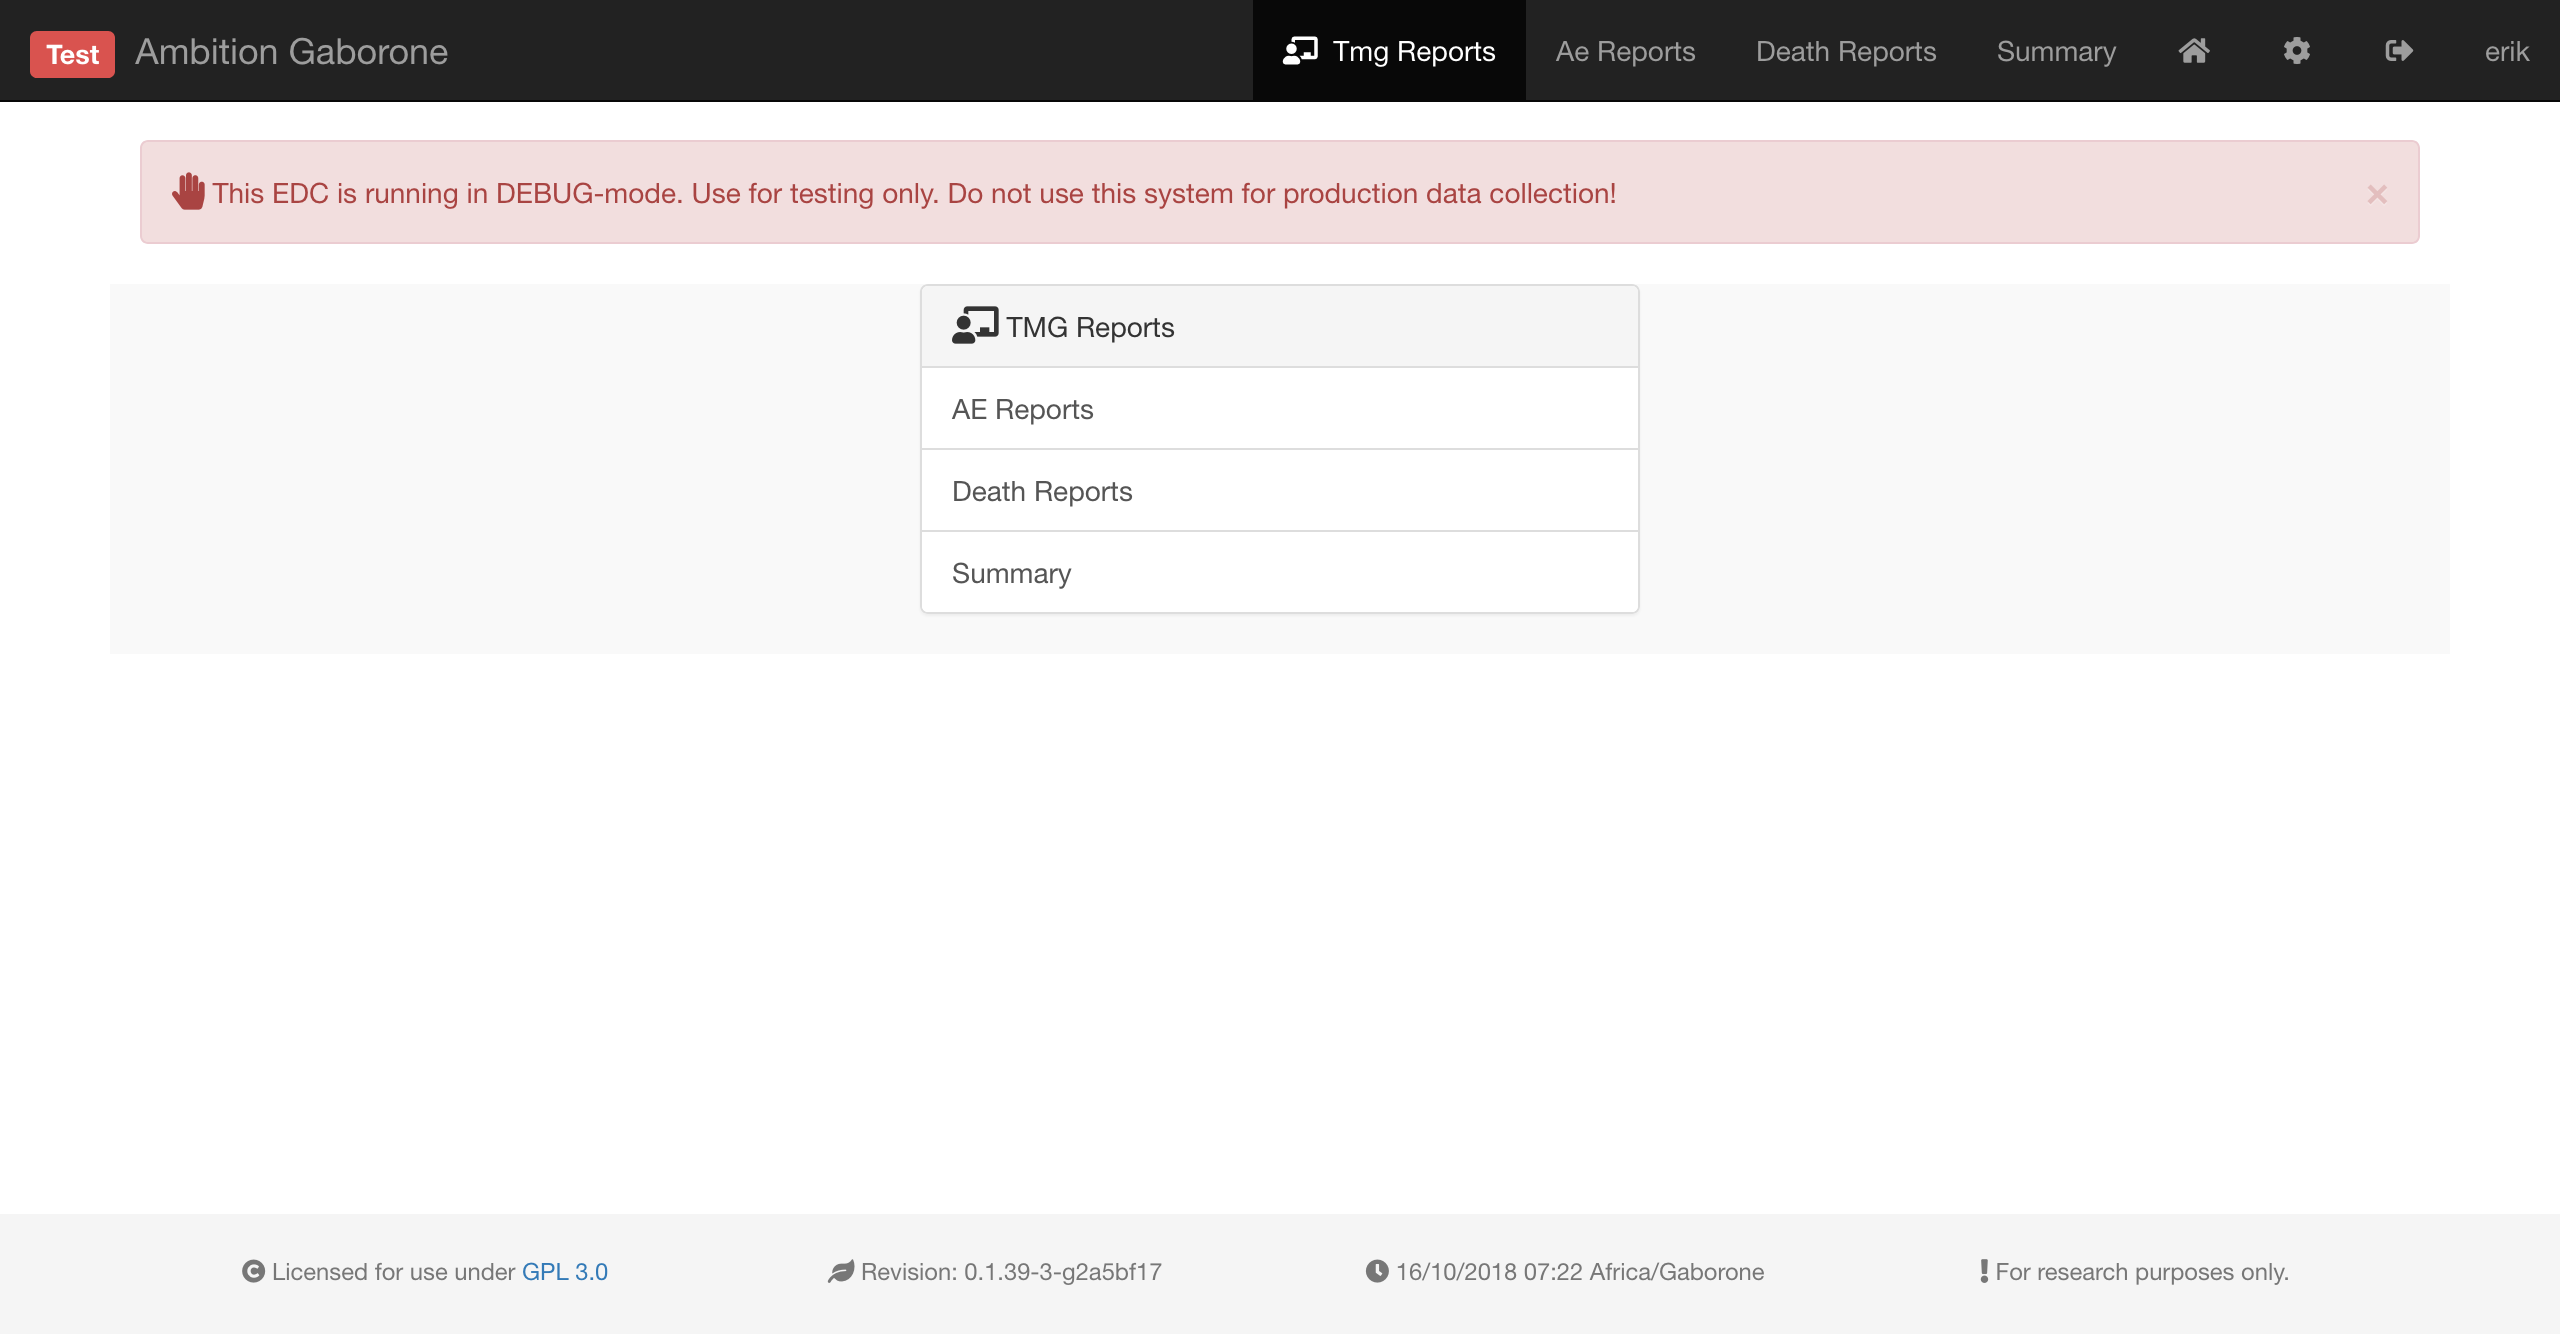 Test Ambition Gaborone Tmg Reports Ae Reports Death Reports Summary erik
This EDC is running in DEBUG-mode. Use for testing only. Do not use this system for production data collection! ×
TMG Reports
AE Reports
Death Reports
Summary
Licensed for use under GPL 3.0 Revision: 0.1.39-3-g2a5bf17 16/10/2018 07:22 Africa/Gaborone For research purposes only.